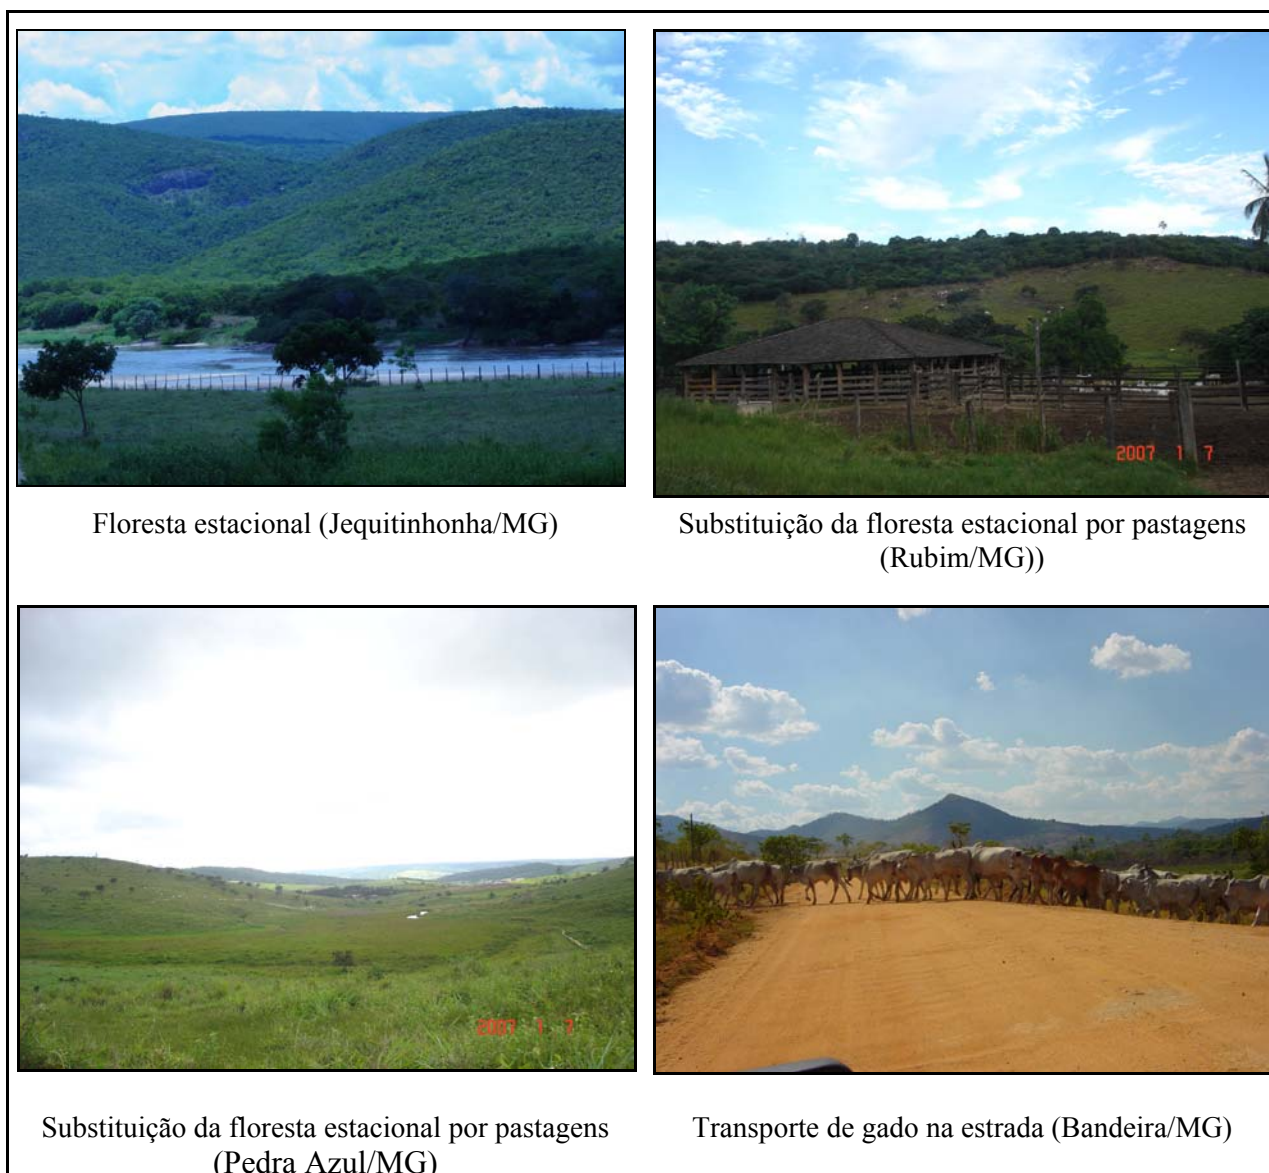 2007 1 7
Floresta estacional (Jequitinhonha/MG)
Substituição da floresta estacional por pastagens
(Rubim/MG))
2007 1 7
Substituição da floresta estacional por pastagens
(Pedra Azul/MG)
Transporte de gado na estrada (Bandeira/MG)